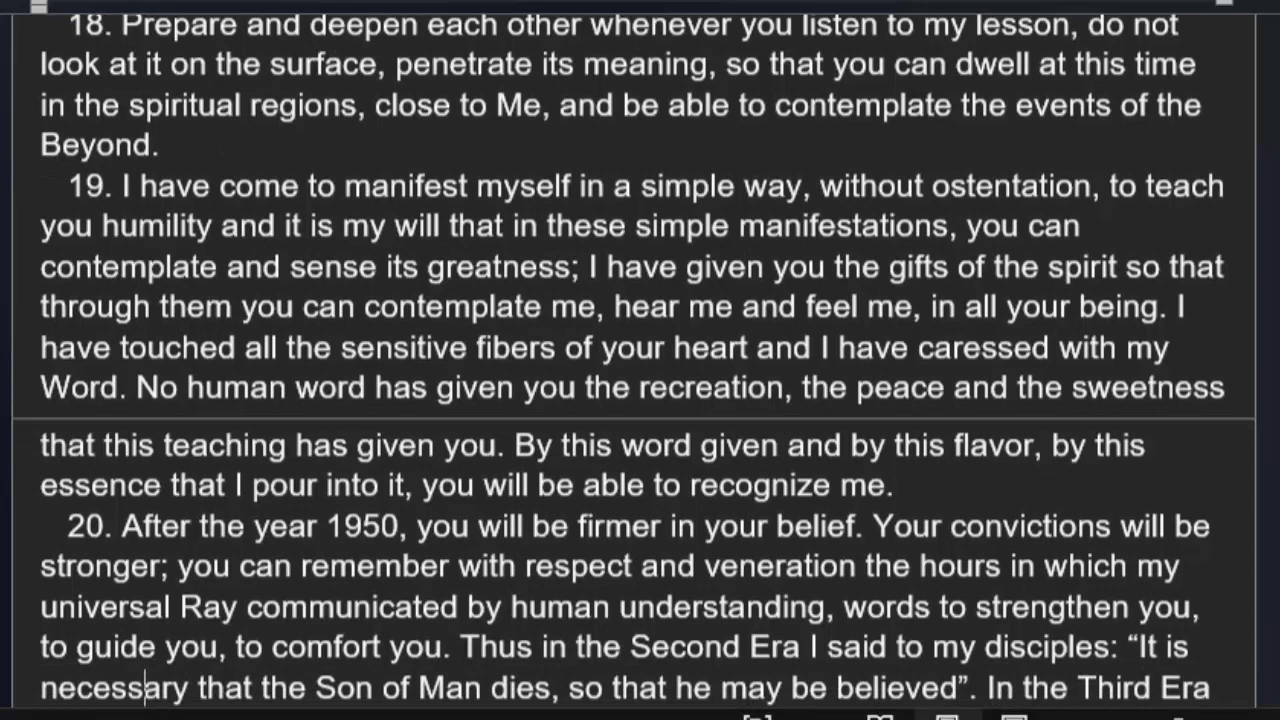 18. Prepare and deepen each other whenever you listen to my lesson, do not
look at it on the surface, penetrate its meaning, so that you can dwell at this time
in the spiritual regions, close to Me, and be able to contemplate the events of the
Beyond.
19. I have come to manifest myself in a simple way, without ostentation, to teach
you humility and it is my will that in these simple manifestations, you can
contemplate and sense its greatness; I have given you the gifts of the spirit so that
through them you can contemplate me, hear me and feel me, in all your being. I
have touched all the sensitive fibers of your heart and I have caressed with my
Word. No human word has given you the recreation, the peace and the sweetness
that this teaching has given you. By this word given and by this flavor, by this
essence that I pour into it, you will be able to recognize me.
20. After the year 1950, you will be firmer in your belief. Your convictions will be
stronger; you can remember with respect and veneration the hours in which my
universal Ray communicated by human understanding, words to strengthen you,
to guide you, to comfort you. Thus in the Second Era I said to my disciples: “It is
necessary that the Son of Man dies, so that he may be believed”. In the Third Era